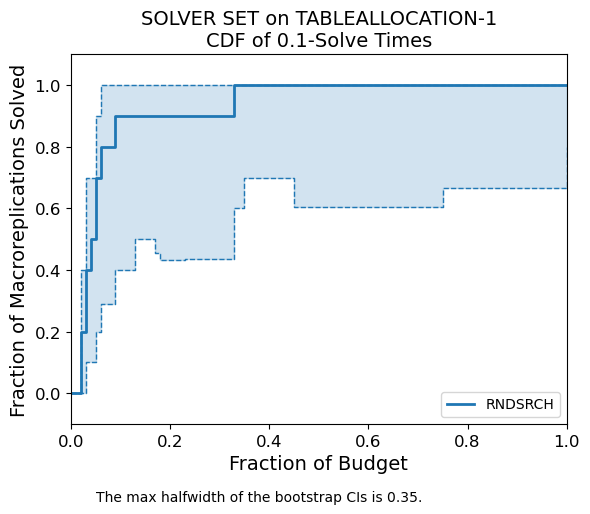 SOLVER SET on TABLEALLOCATION-1
CDF of 0.1-Solve Times
Fraction of Macroreplications Solved
1.0
0.8
0.6
0.4
0.2
0.0
RNDSRCH
0.0 0.2 0.4 0.6 0.8 1.0
Fraction of Budget
The max halfwidth of the bootstrap CIs is 0.35.